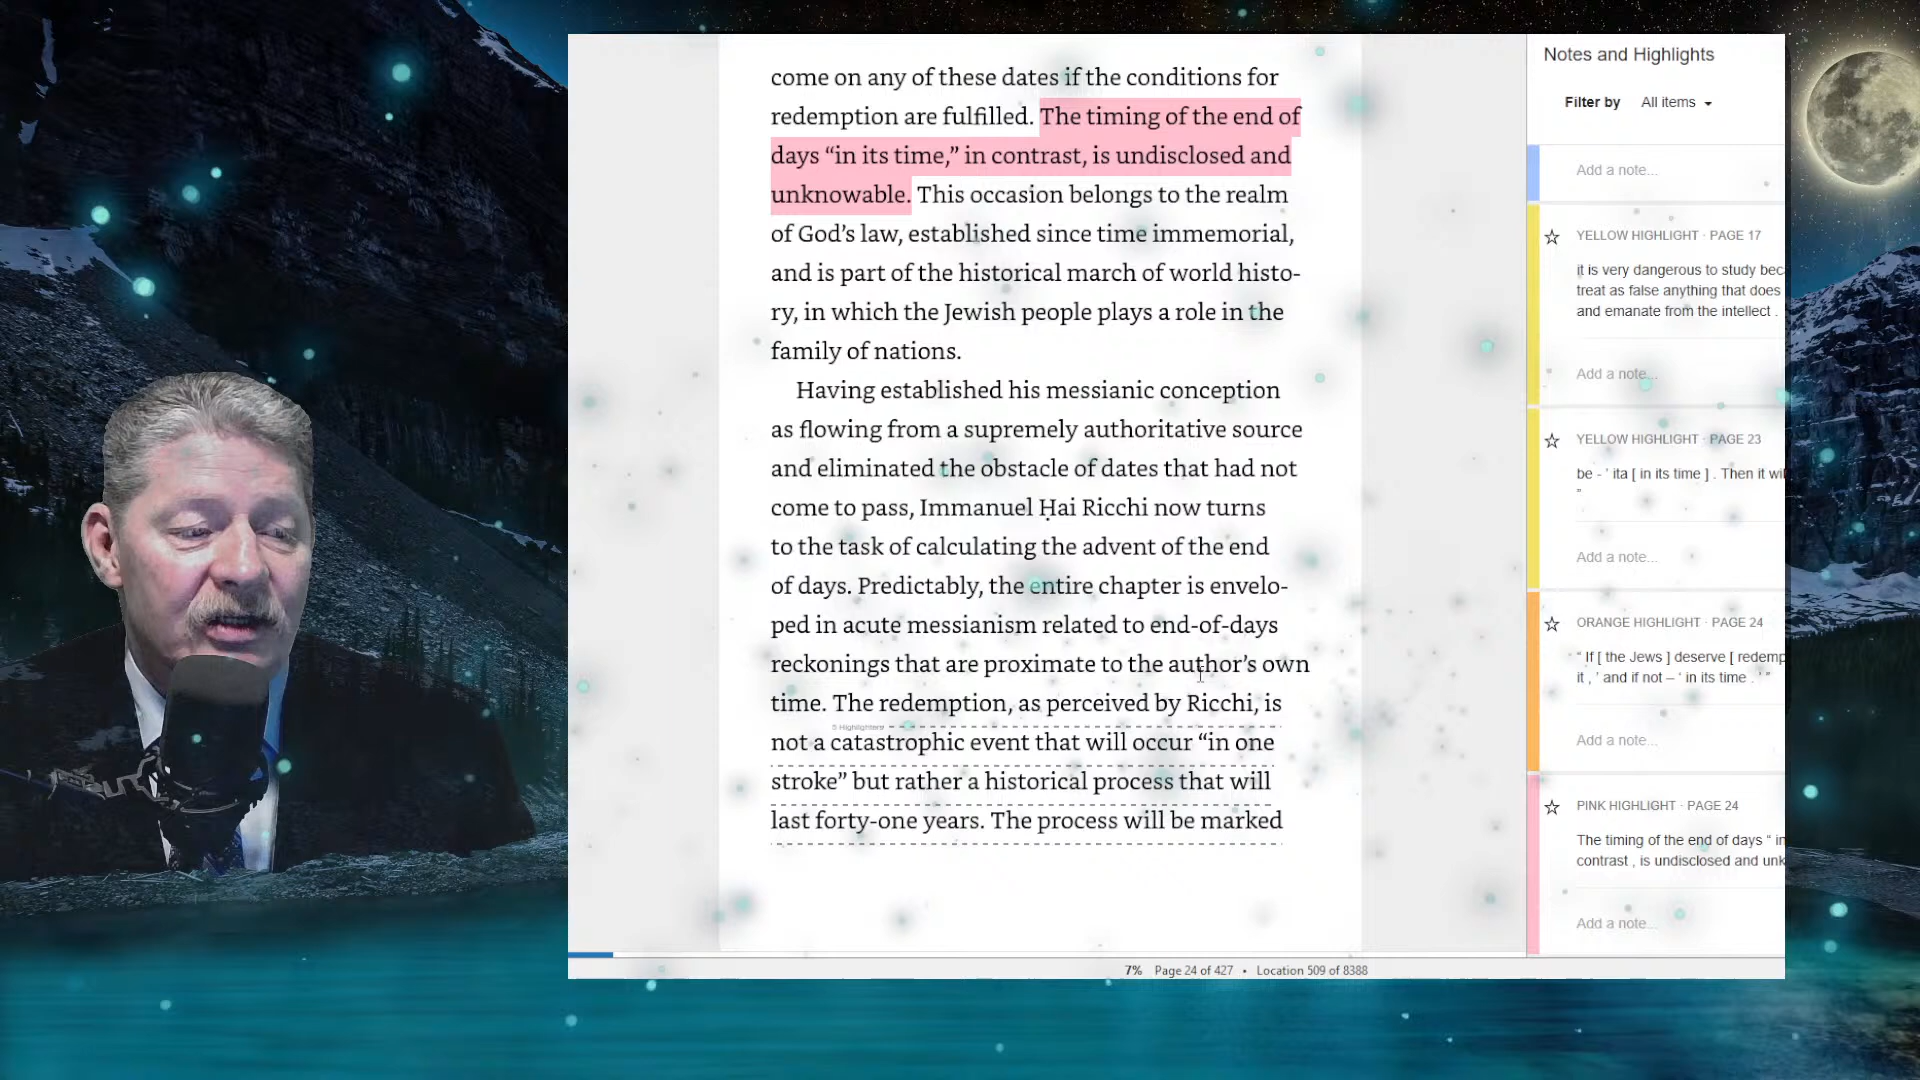 come on any of these dates if the conditions for
redemption are fulfilled. The timing of the end of
days “in its time,” in contrast, is undisclosed and
unknowable. This occasion belongs to the realm
of God’s law, established since time immemorial,
and is part of the historical march of world histo-
ry, in which the Jewish people plays a role in the
family of nations.
Having established his messianic conception
as flowing from a supremely authoritative source
and eliminated the obstacle of dates that had not
come to pass, Immanuel Ḥai Ricchi now turns
to the task of calculating the advent of the end
of days. Predictably, the entire chapter is envelo-
ped in acute messianism related to end-of-days
reckonings that are proximate to the author’s own
time. The redemption, as perceived by Ricchi, is
5 Highlighters
not a catastrophic event that will occur “in one
stroke” but rather a historical process that will
last forty-one years. The process will be marked
7% Page 24 of 427 • Location 509 of 8388
Notes and Highlights
Filter by All items
Add a note...
YELLOW HIGHLIGHT · PAGE 17
it is very dangerous to study bec
treat as false anything that does
and emanate from the intellect .
Add a note...
YELLOW HIGHLIGHT · PAGE 23
be - ’ ita [ in its time ] . Then it wil
”
Add a note...
ORANGE HIGHLIGHT · PAGE 24
“ If [ the Jews ] deserve [ redemp
it , ’ and if not – ‘ in its time . ’ ”
Add a note...
PINK HIGHLIGHT · PAGE 24
The timing of the end of days “ in
contrast , is undisclosed and unk
Add a note...